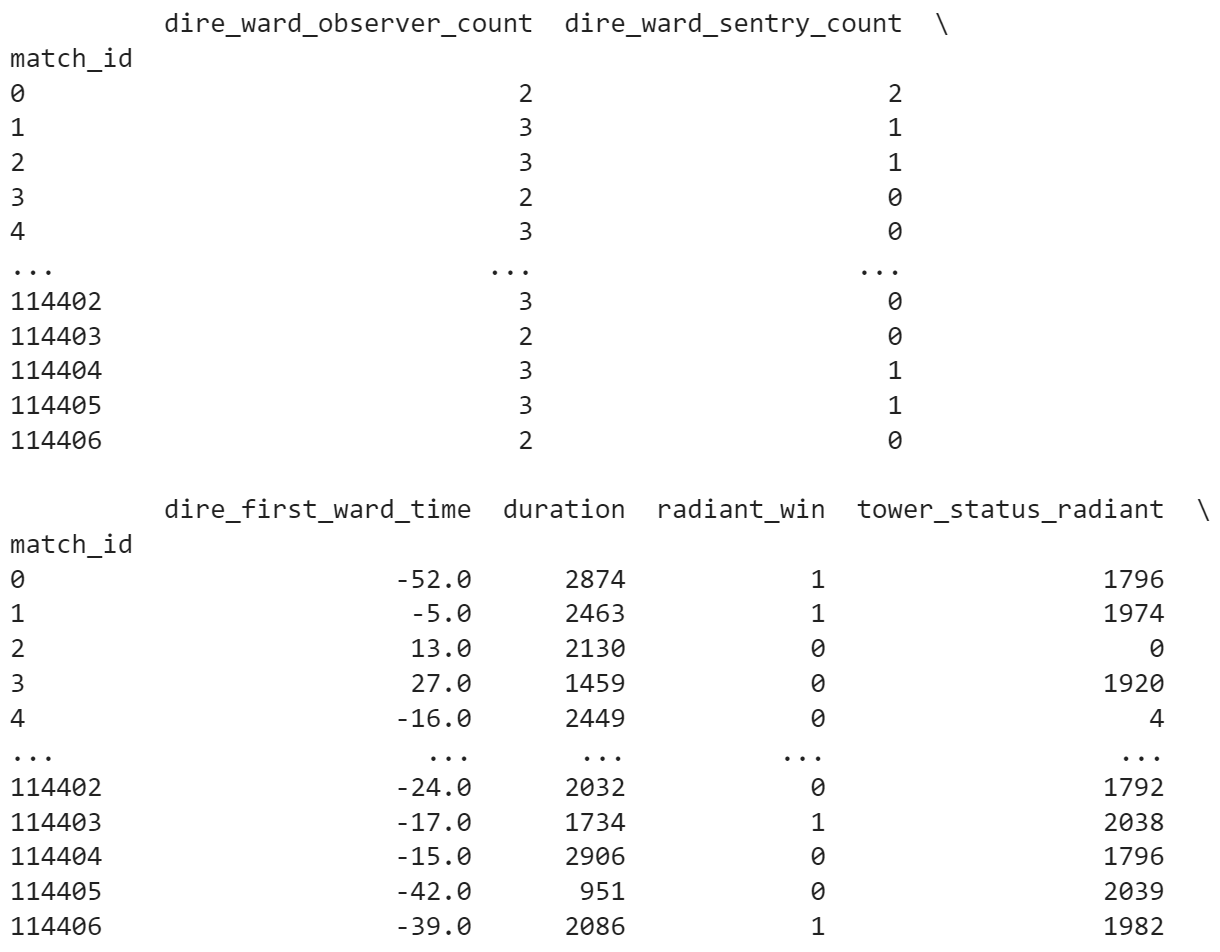 dire_ward_observer_count  dire_ward_sentry_count  \
match_id
0                                2                       2
1                                3                       1
2                                3                       1
3                                2                       0
4                                3                       0
...                            ...                     ...
114402                           3                       0
114403                           2                       0
114404                           3                       1
114405                           3                       1
114406                           2                       0
dire_first_ward_time  duration  radiant_win  tower_status_radiant  \
match_id
0                        -52.0      2874            1                  1796
1                         -5.0      2463            1                  1974
2                         13.0      2130            0                     0
3                         27.0      1459            0                  1920
4                        -16.0      2449            0                     4
...                        ...       ...          ...                   ...
114402                   -24.0      2032            0                  1792
114403                   -17.0      1734            1                  2038
114404                   -15.0      2906            0                  1796
114405                   -42.0       951            0                  2039
114406                   -39.0      2086            1                  1982